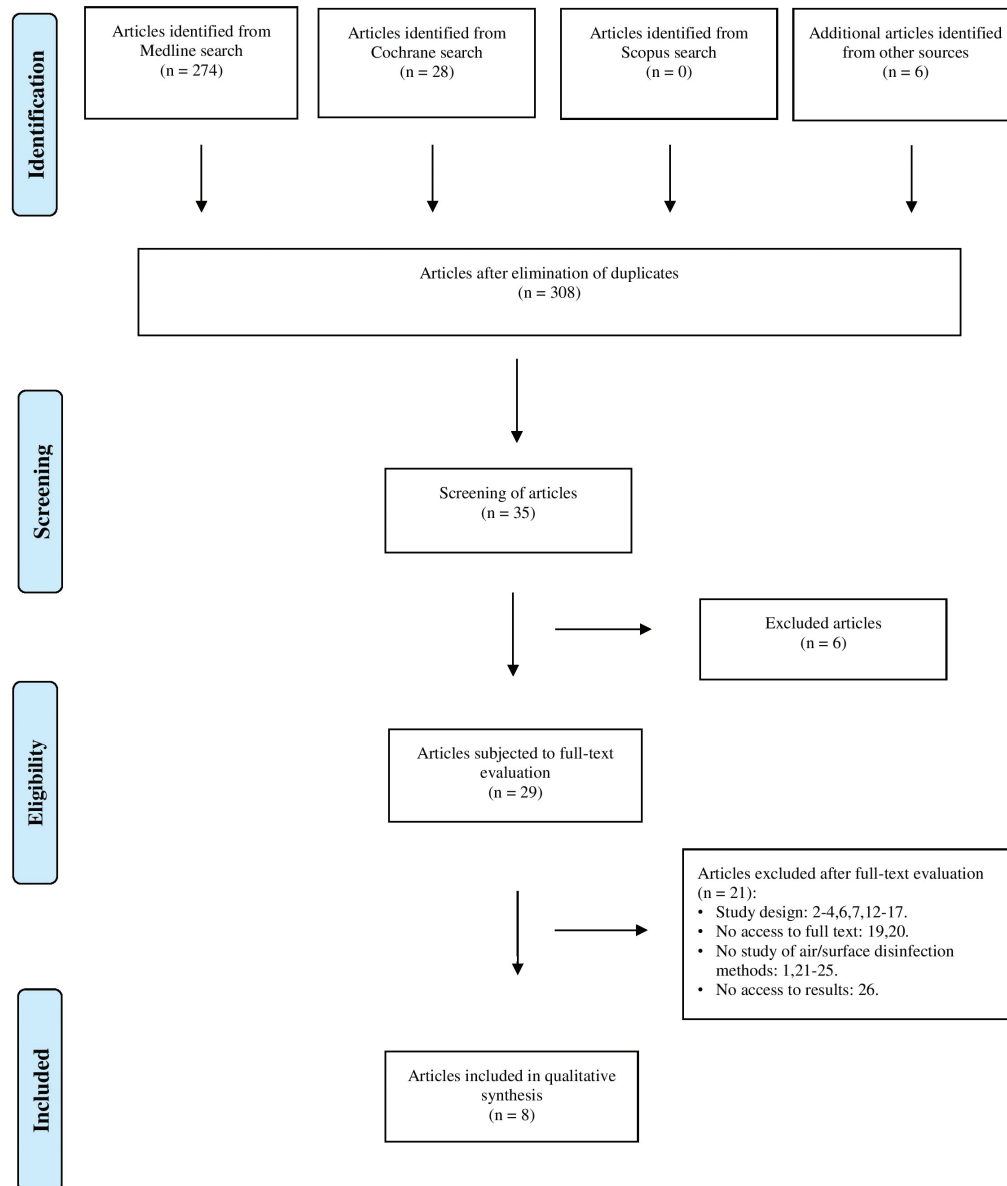 Identification
Articles identified from
Medline search
(n = 274)
Articles identified from
Cochrane search
(n = 28)
Articles identified from
Scopus search
(n = 0)
Additional articles identified
from other sources
(n = 6)
Articles after elimination of duplicates
(n = 308)
Screening
Screening of articles
(n = 35)
Excluded articles
(n = 6)
Eligibility
Articles subjected to full-text
evaluation
(n = 29)
Articles excluded after full-text evaluation
(n = 21):
• Study design: 2-4,6,7,12-17.
• No access to full text: 19,20.
• No study of air/surface disinfection
methods: 1,21-25.
• No access to results: 26.
Included
Articles included in qualitative
synthesis
(n = 8)